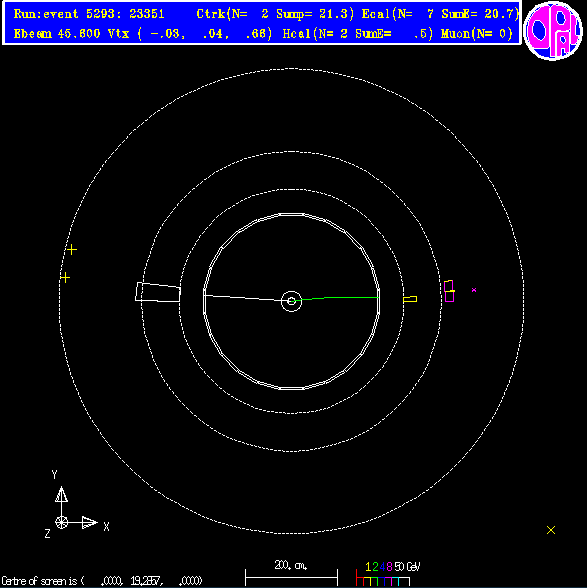 Run:event 5293: 23351 Ctrk(N= 2 Sump= 21.3) Ecal(N= 7 SumE= 20.7)
Ebeam 45.600 Vtx ( -.03, .04, .66) Hcal(N= 2 SumE= .5) Muon(N= 0)
OPAL
Y
X
Z
200. cm.
1 2 4 8 50 GeV
Centre of screen is ( .0000, 19.2857, .0000)